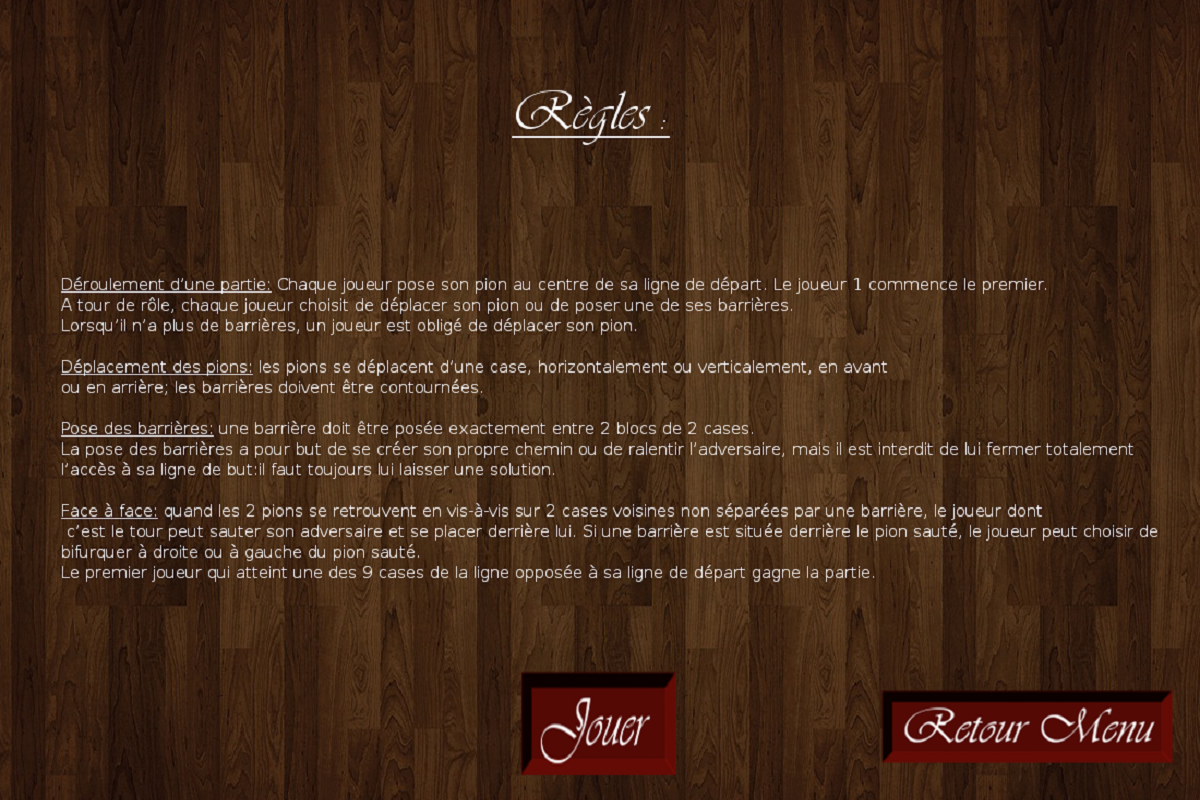 Règles :
Déroulement d'une partie: Chaque joueur pose son pion au centre de sa ligne de départ. Le joueur 1 commence le premier.
A tour de rôle, chaque joueur choisit de déplacer son pion ou de poser une de ses barrières.
Lorsqu'il n'a plus de barrières, un joueur est obligé de déplacer son pion.
Déplacement des pions: les pions se déplacent d'une case, horizontalement ou verticalement, en avant
ou en arrière; les barrières doivent être contournées.
Pose des barrières: une barrière doit être posée exactement entre 2 blocs de 2 cases.
La pose des barrières a pour but de se créer son propre chemin ou de ralentir l'adversaire, mais il est interdit de lui fermer totalement
l'accès à sa ligne de but:il faut toujours lui laisser une solution.
Face à face: quand les 2 pions se retrouvent en vis-à-vis sur 2 cases voisines non séparées par une barrière, le joueur dont
c'est le tour peut sauter son adversaire et se placer derrière lui. Si une barrière est située derrière le pion sauté, le joueur peut choisir de
bifurquer à droite ou à gauche du pion sauté.
Le premier joueur qui atteint une des 9 cases de la ligne opposée à sa ligne de départ gagne la partie.
Jouer
Retour Menu